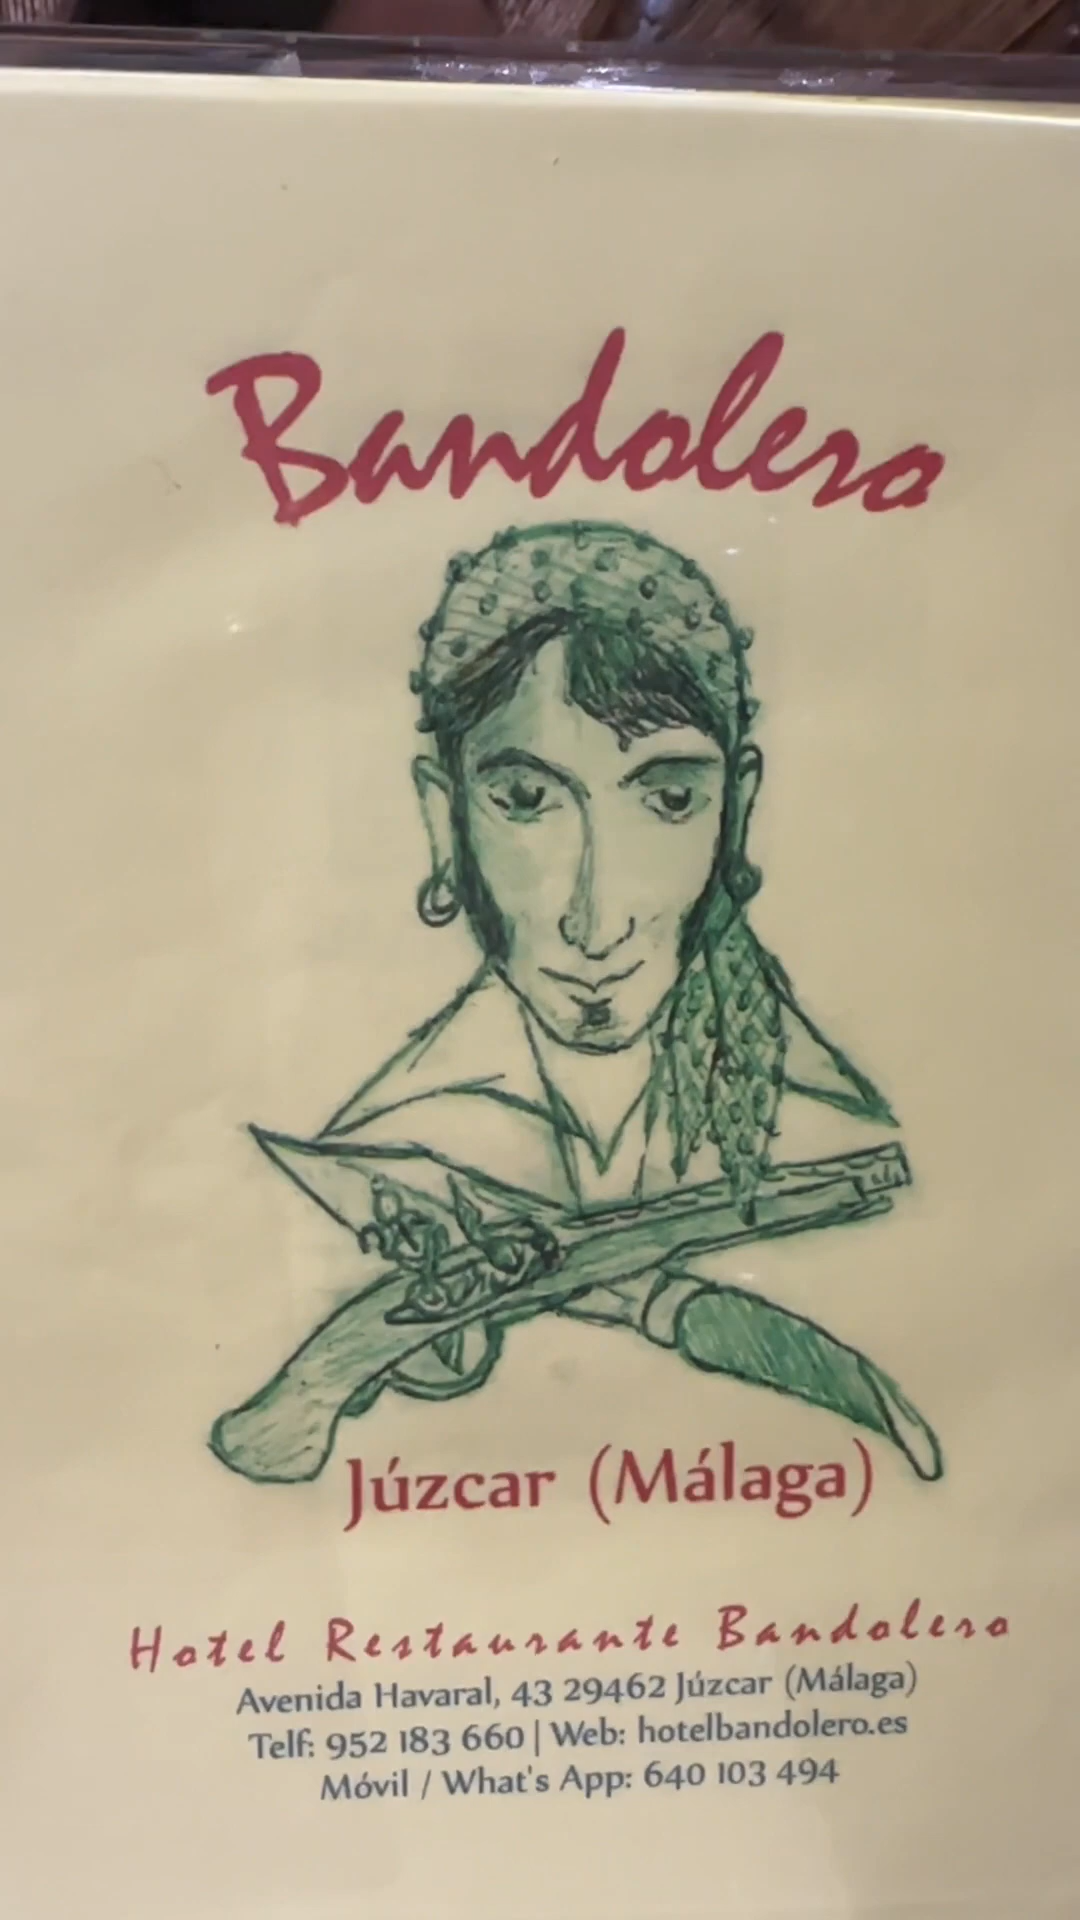 Bandolero
Júzcar (Málaga)
Hotel Restaurante Bandolero
Avenida Havaral, 43 29462 Júzcar (Málaga)
Telf: 952 183 660 | Web: hotelbandolero.es
Móvil / What's App: 640 103 494